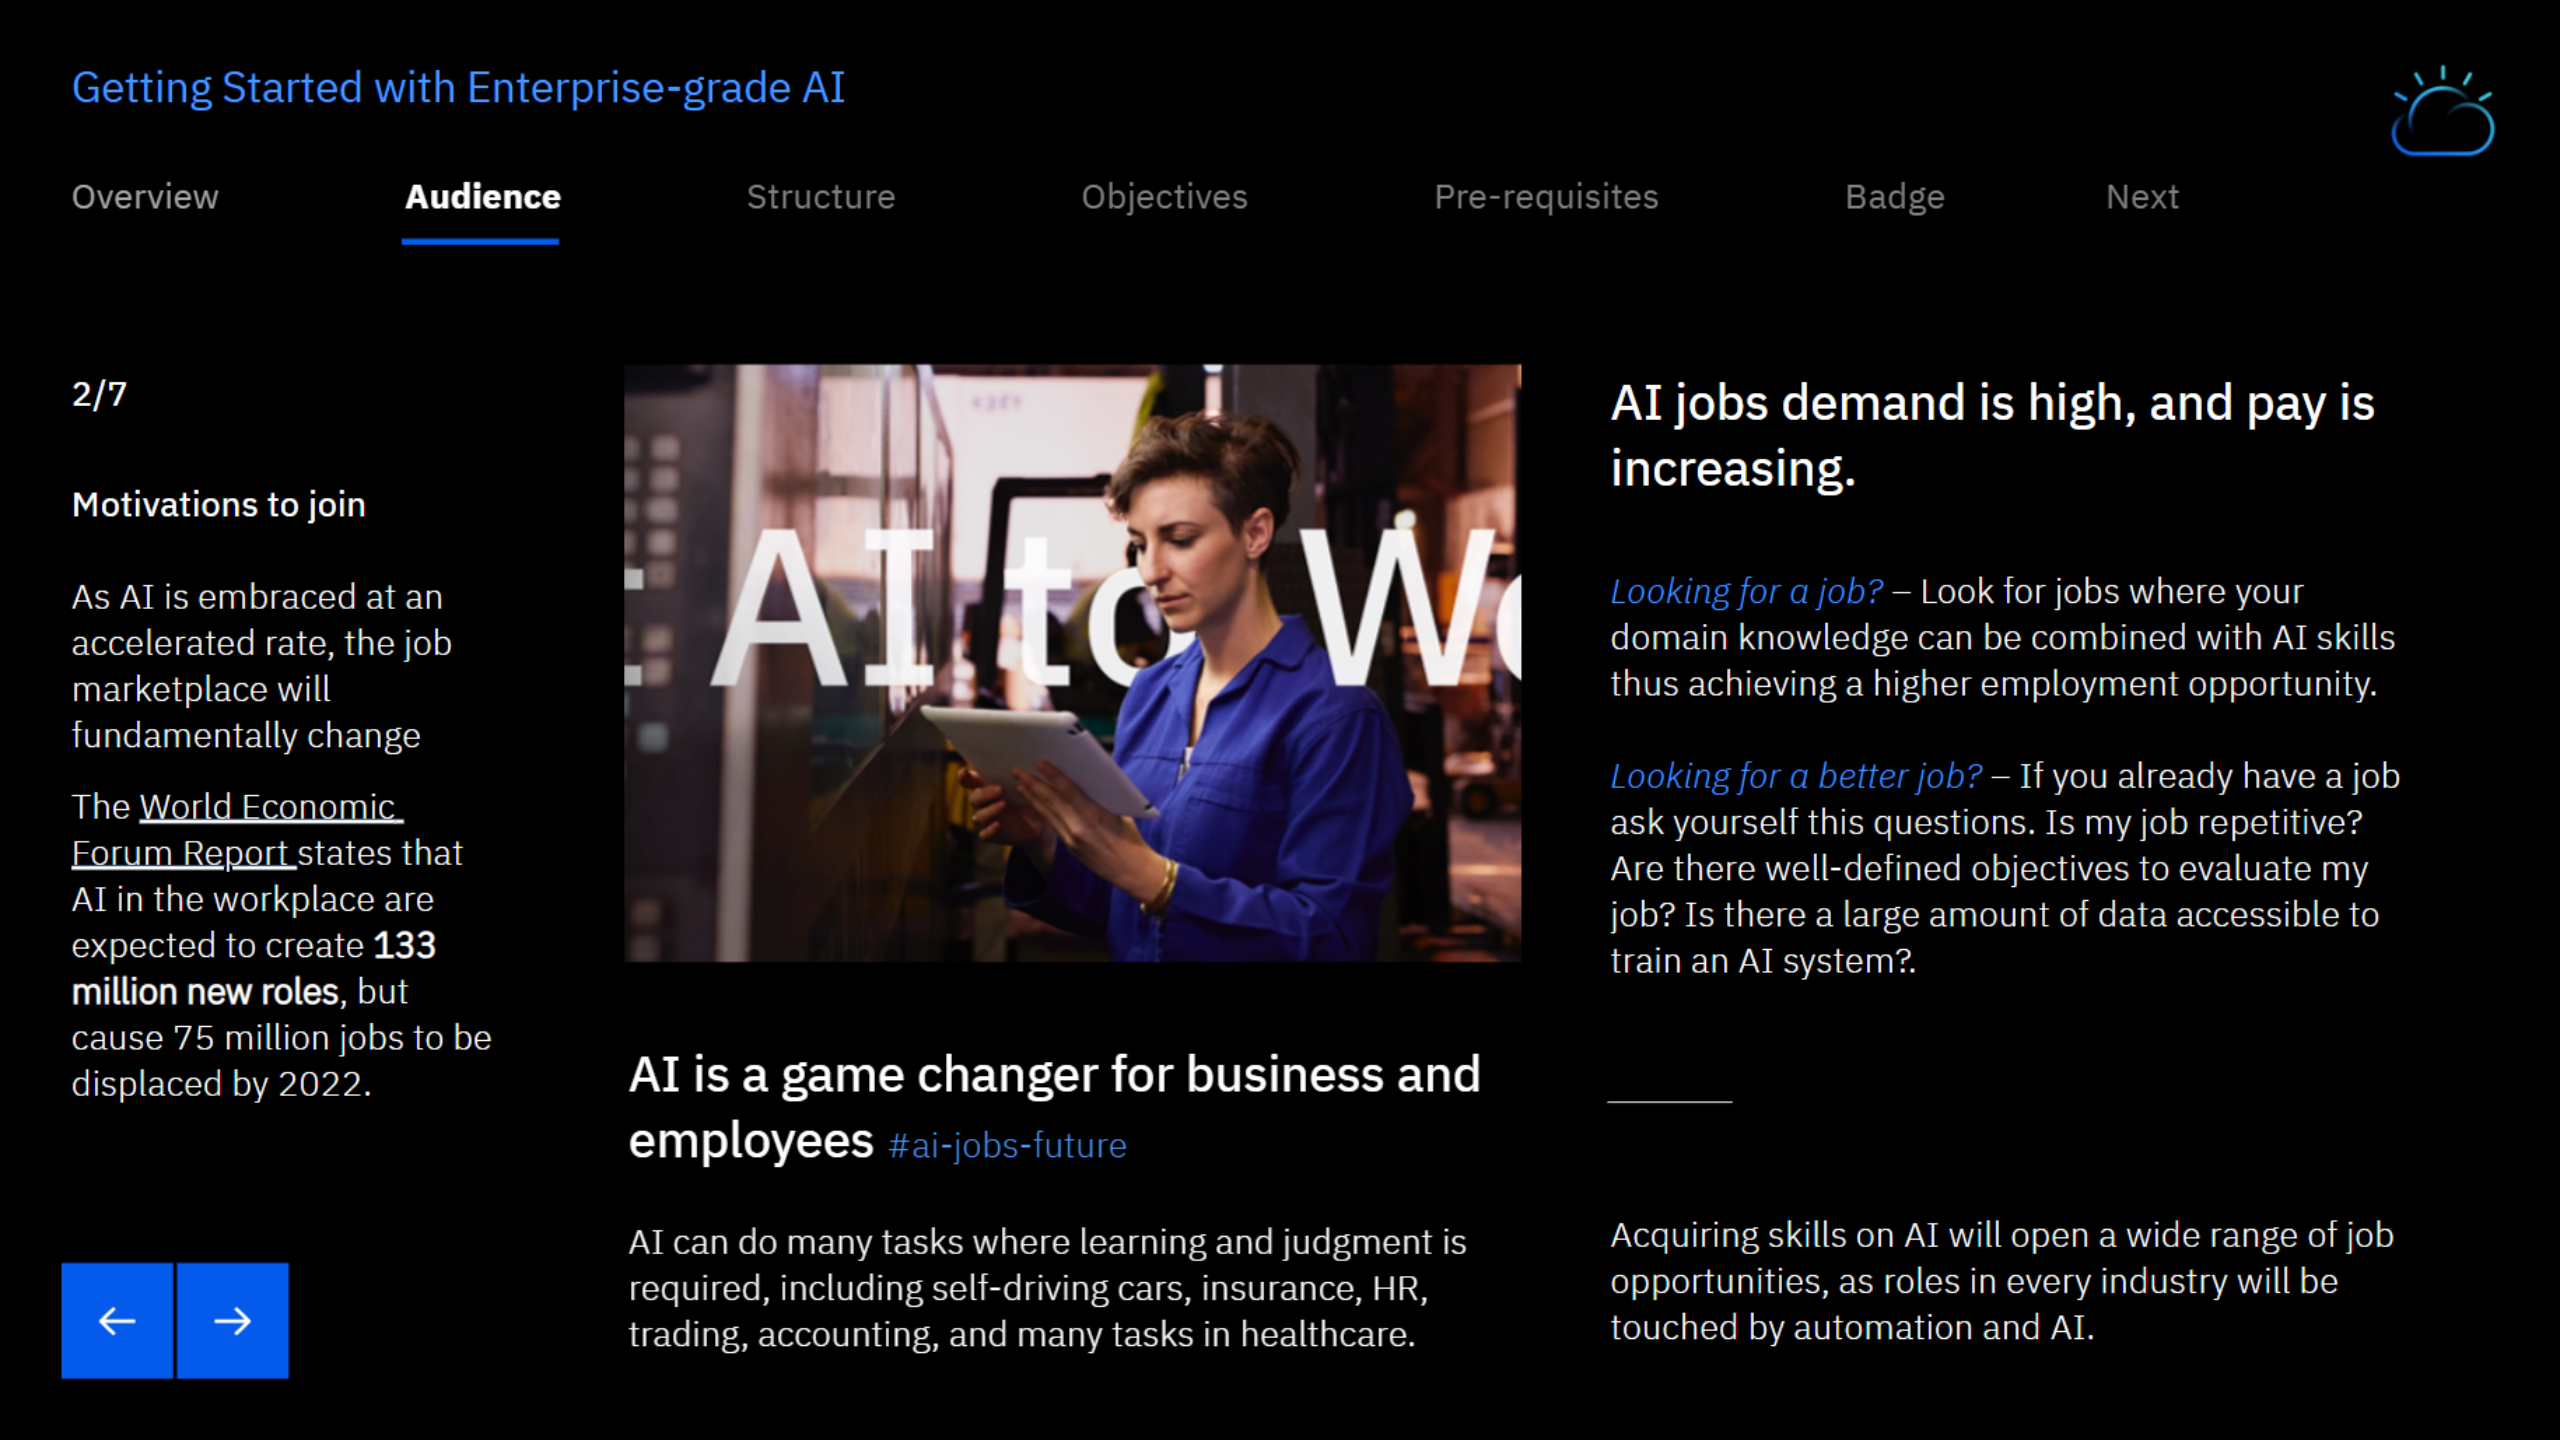 Getting Started with Enterprise-grade AI
Overview
Audience
Structure
Objectives
Pre-requisites
Badge
Next
2/7
Motivations to join
As AI is embraced at an
accelerated rate, the job
marketplace will
fundamentally change
The World Economic
Forum Report states that
AI in the workplace are
expected to create 133
million new roles, but
cause 75 million jobs to be
displaced by 2022.
AI to
AI is a game changer for business and
employees #ai-jobs-future
AI can do many tasks where learning and judgment is
required, including self-driving cars, insurance, HR,
trading, accounting, and many tasks in healthcare.
AI jobs demand is high, and pay is
increasing.
Looking for a job? – Look for jobs where your
domain knowledge can be combined with AI skills
thus achieving a higher employment opportunity.
Looking for a better job? – If you already have a job
ask yourself this questions. Is my job repetitive?
Are there well-defined objectives to evaluate my
job? Is there a large amount of data accessible to
train an AI system?.
Acquiring skills on AI will open a wide range of job
opportunities, as roles in every industry will be
touched by automation and AI.